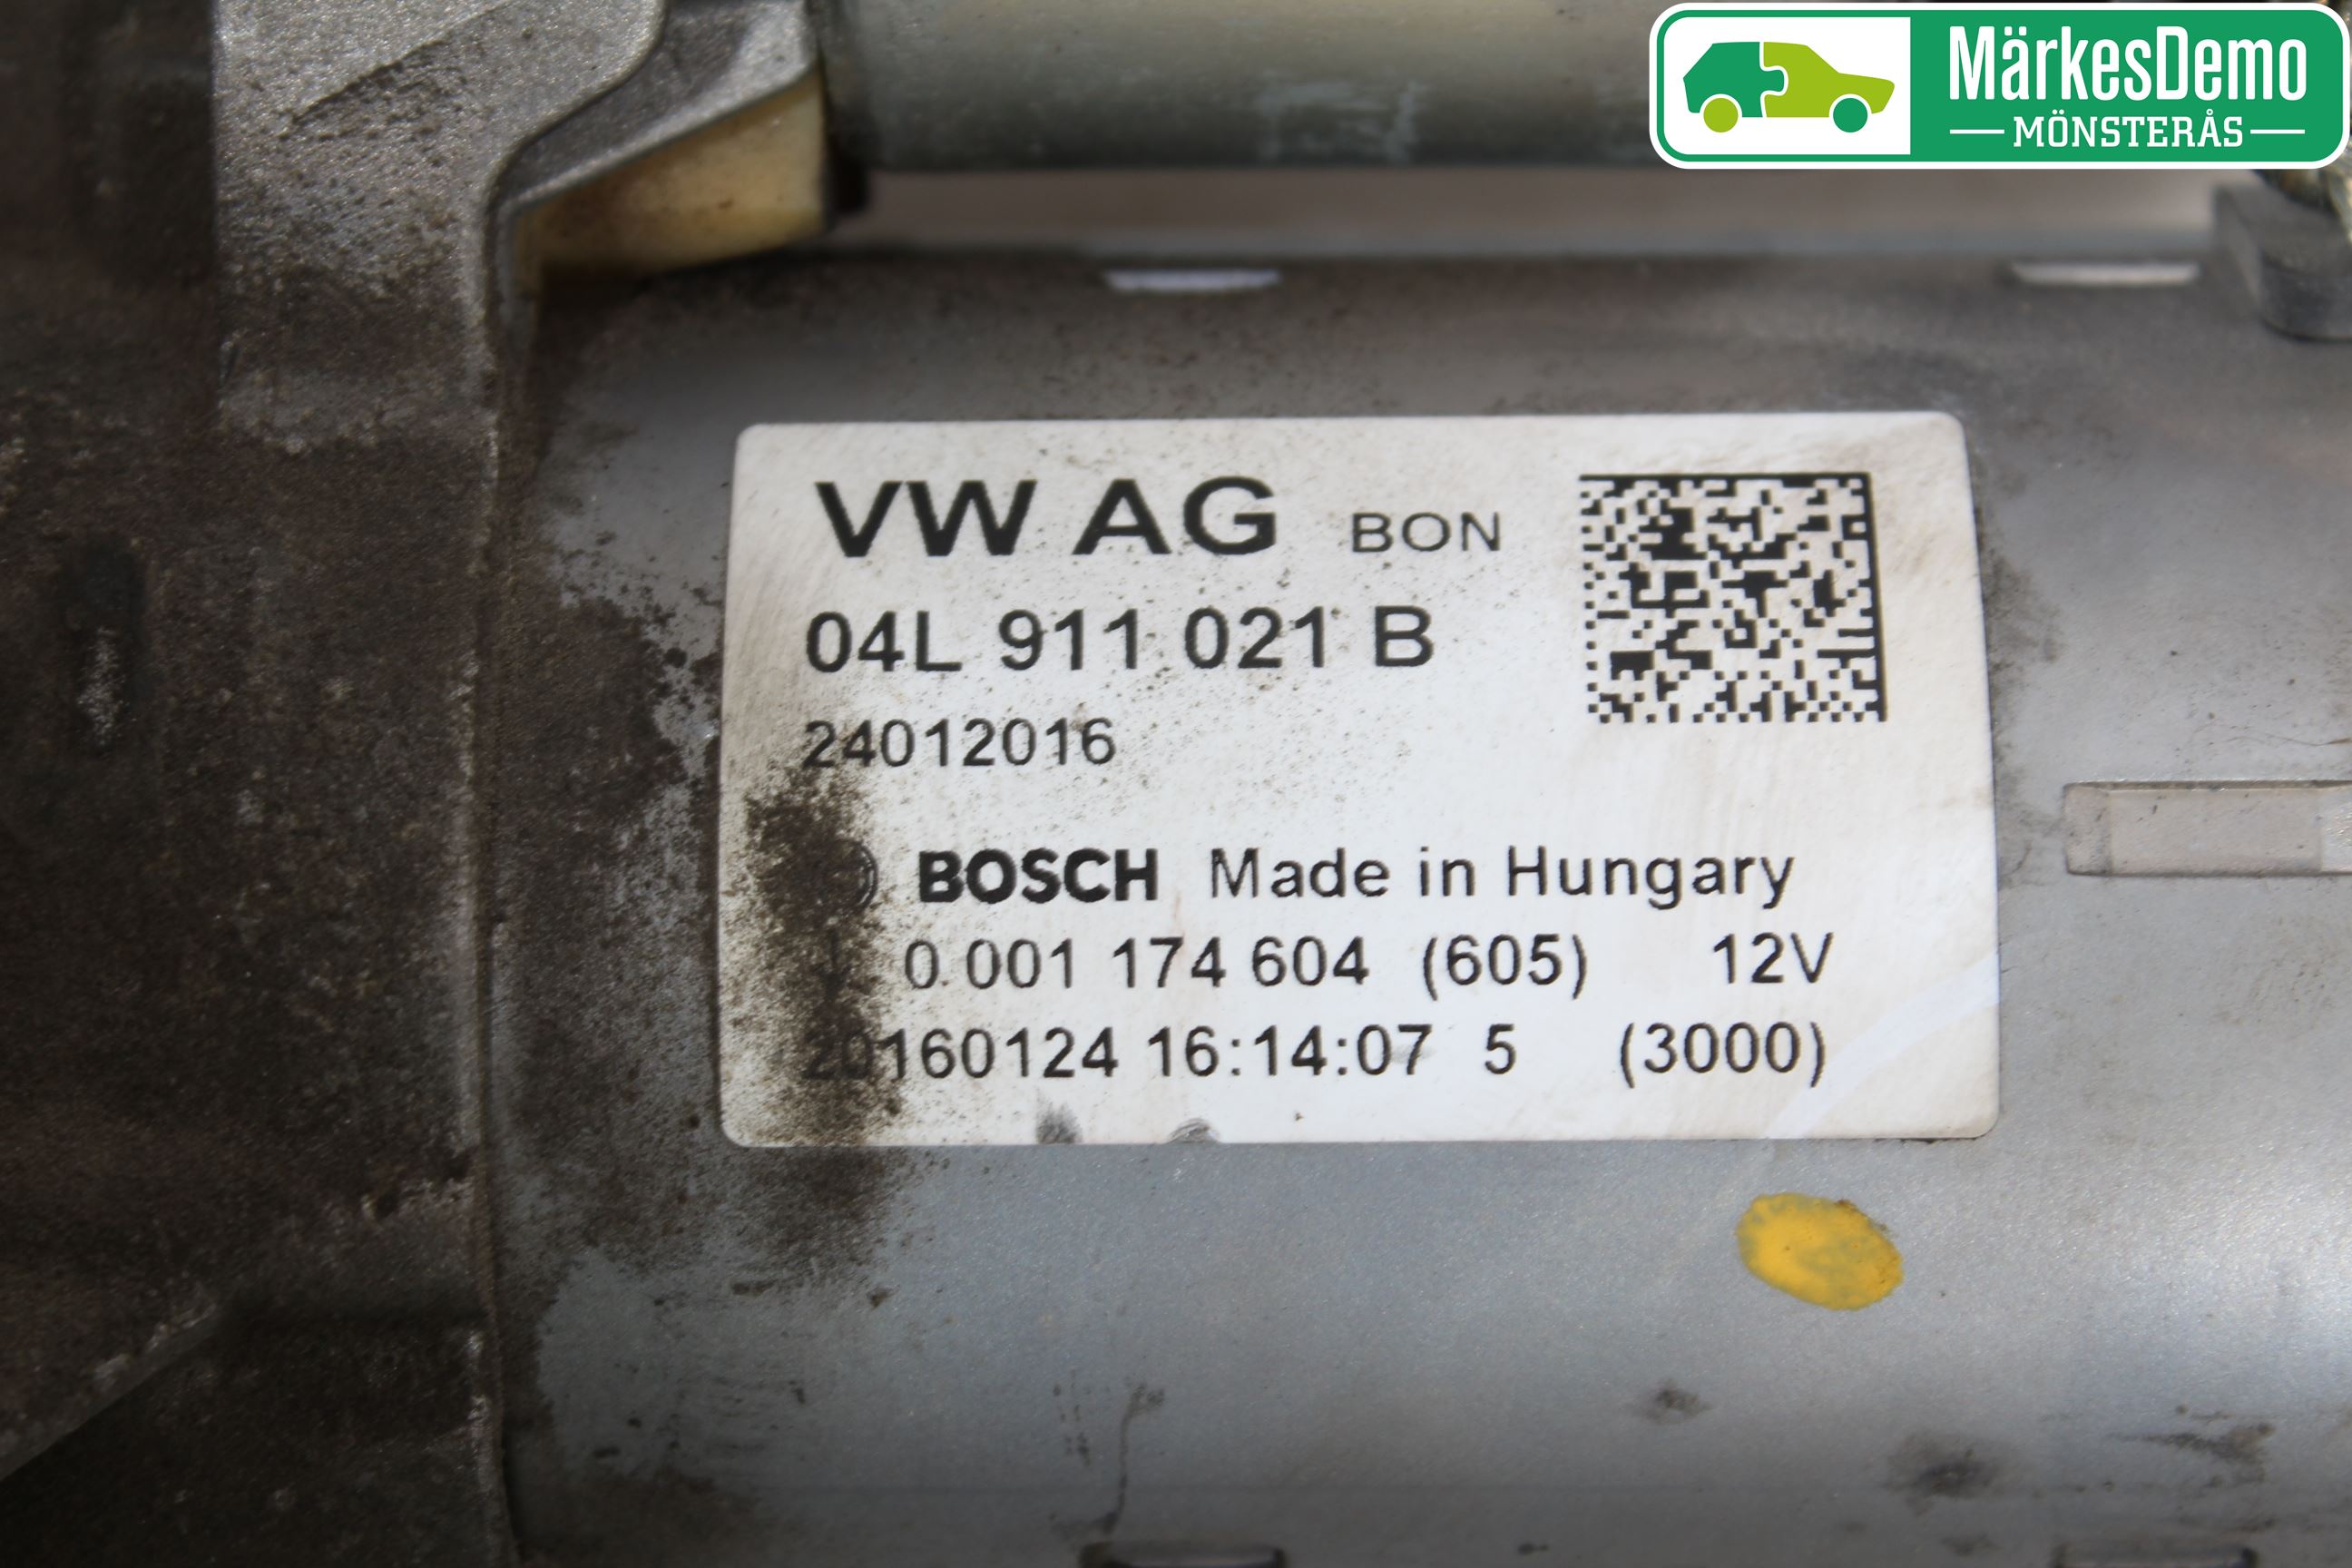 MärkesDemo
MÖNSTERÅS
VW AG BON
04L 911 021 B
24012016
BOSCH Made in Hungary
0 001 174 604 (605) 12V
20160124 16:14:07 5 (3000)